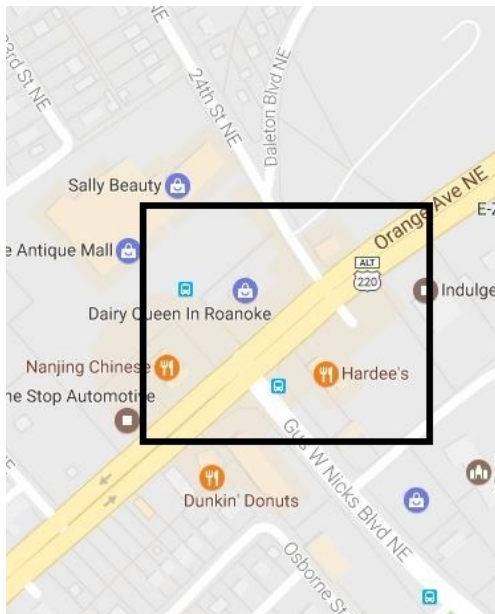 23rd St NE
24th St NE
Daleton Blvd NE
Sally Beauty
Orange Ave NE
E-Z
e Antique Mall
ALT
220
Indulge
Dairy Queen In Roanoke
Nanjing Chinese
Hardee's
ne Stop Automotive
Gus W Nicks Blvd NE
Dunkin' Donuts
Osborne St